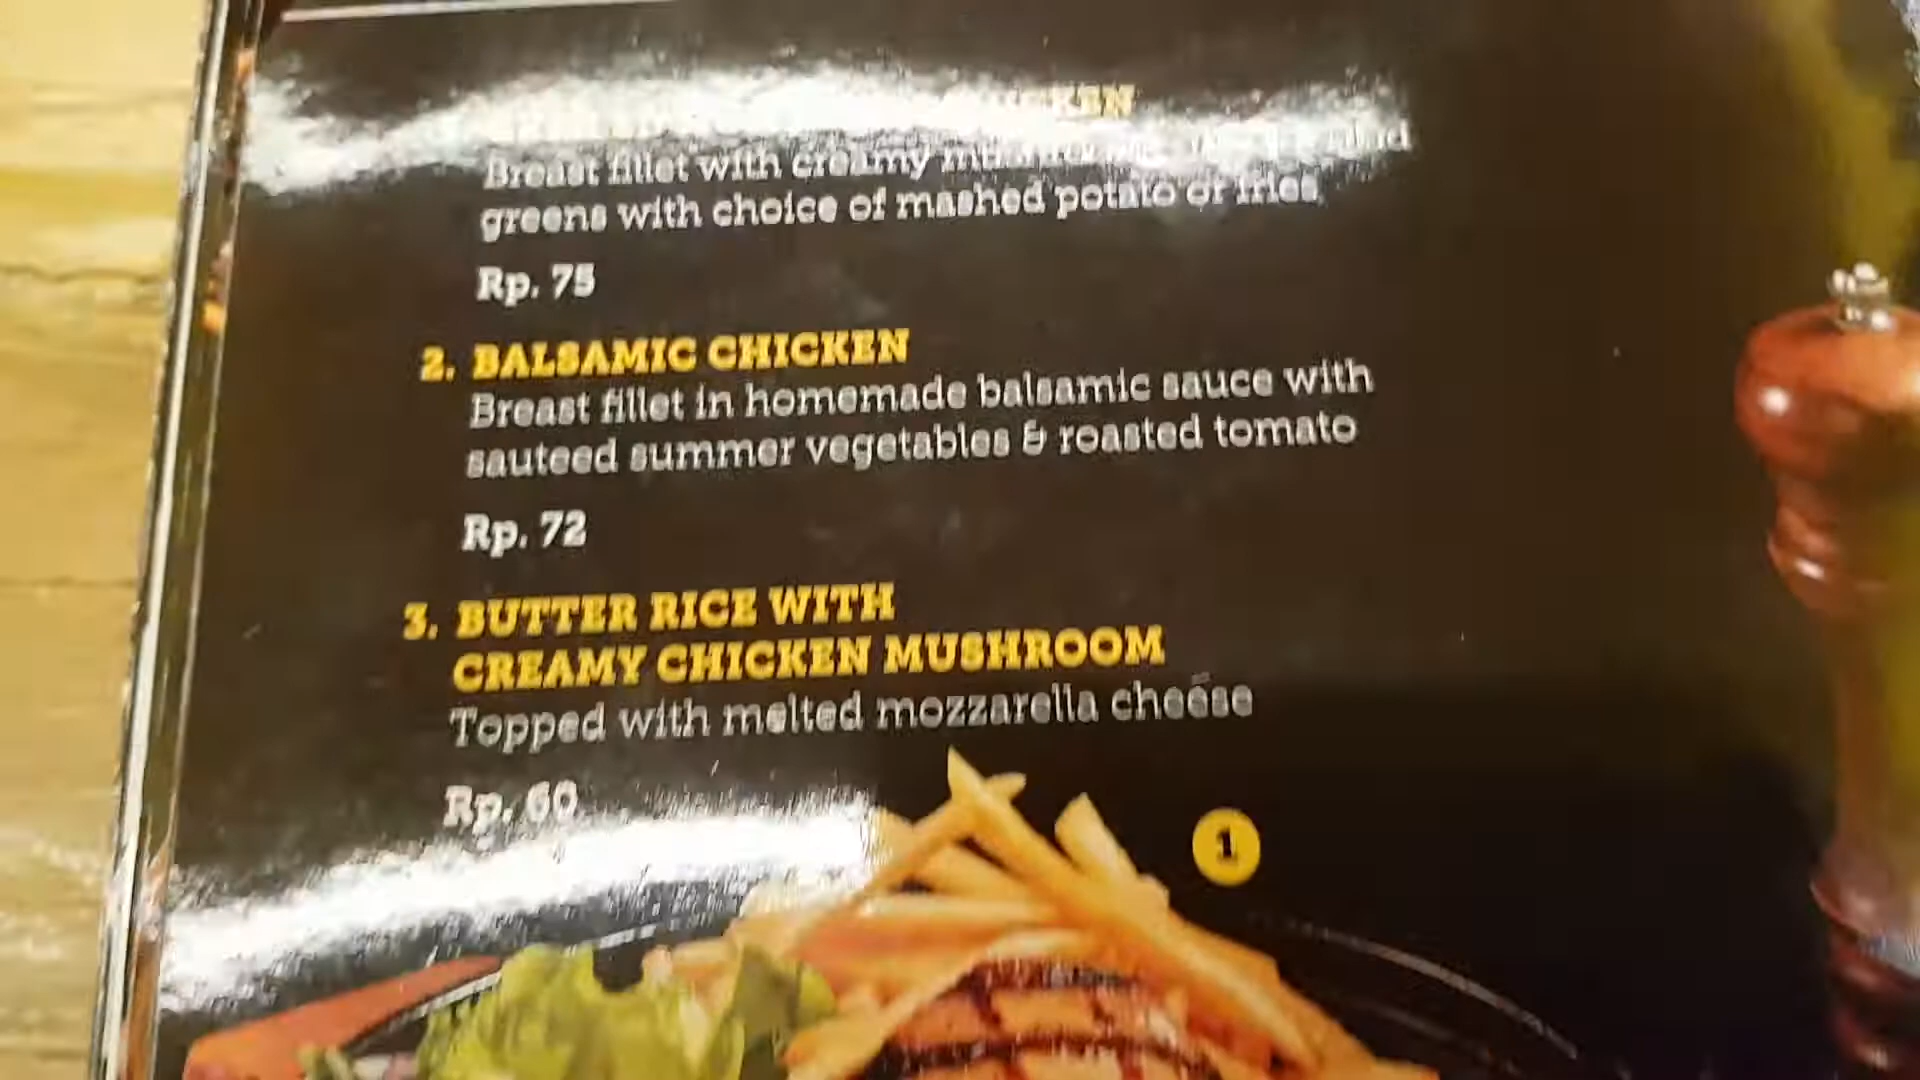 CHICKEN
Breast fillet with creamy
greens with choice of mashed potato or fries,
Rp. 75
2. BALSAMIC CHICKEN
Breast fillet in homemade balsamic sauce with
sauteed summer vegetables & roasted tomato
Rp. 72
3. BUTTER RICE WITH
CREAMY CHICKEN MUSHROOM
Topped with melted mozzarella cheese
Rp. 60
1